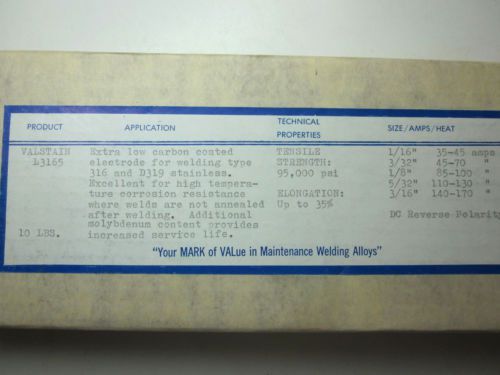 PRODUCT APPLICATION TECHNICAL PROPERTIES SIZE/AMPS/HEAT
VALSTAIN Extra low carbon coated TENSILE 1/16" 35-45 amps
L3165 electrode for welding type STRENGTH: 3/32" 45-70 "
316 and D319 stainless. 95,000 psi 1/8" 85-100 "
Excellent for high tempera- 5/32" 110-130 "
ture corrosion resistance ELONGATION: 3/16" 140-170 "
where welds are not annealed Up to 35%
after welding. Additional DC Reverse Polarity
molybdenum content provides
10 LBS. increased service life.
"Your MARK of VALue in Maintenance Welding Alloys"